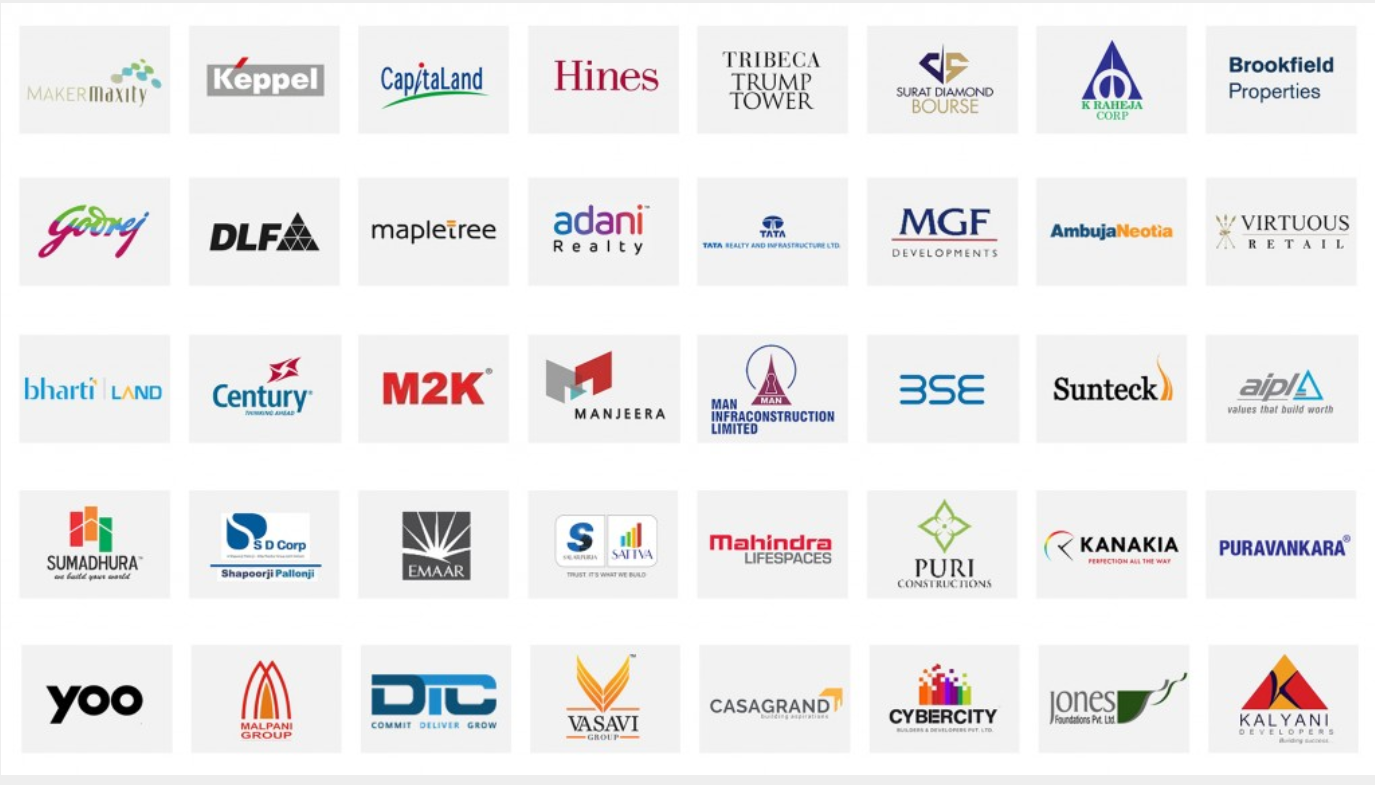 MAKERmaxity
Keppel
CapitaLand
Hines
TRIBECA
TRUMP
TOWER
SURAT DIAMOND
BOURSE
K RAHEJA
CORP
Brookfield
Properties
Godrej
DLF
mapletree
adani™
Realty
TATA
TATA REALTY AND INFRASTRUCTURE LTD.
MGF
DEVELOPMENTS
AmbujaNeotia
VIRTUOUS
RETAIL
bharti LAND
Century®
THINKING AHEAD
M2K®
MANJEERA
MAN
MAN
INFRACONSTRUCTION
LIMITED
BSE
Sunteck
aipl
values that build worth
SUMADHURA™
we build your world
S D Corp
Shapoorji Pallonji
EMAAR
S
SALARPURIA
SATTVA
TRUST. IT'S WHAT WE BUILD
Mahindra
LIFESPACES
PURI
CONSTRUCTIONS
KANAKIA
PERFECTION ALL THE WAY
PURAVANKARA®
yoo
MALPANI
GROUP
DTC
COMMIT DELIVER GROW
™
VASAVI
GROUP
CASAGRAND
building aspirations
CYBERCITY
BUILDERS & DEVELOPERS PVT. LTD.
Jones
Foundations Pvt. Ltd.
K
KALYANI
DEVELOPERS
Building success...